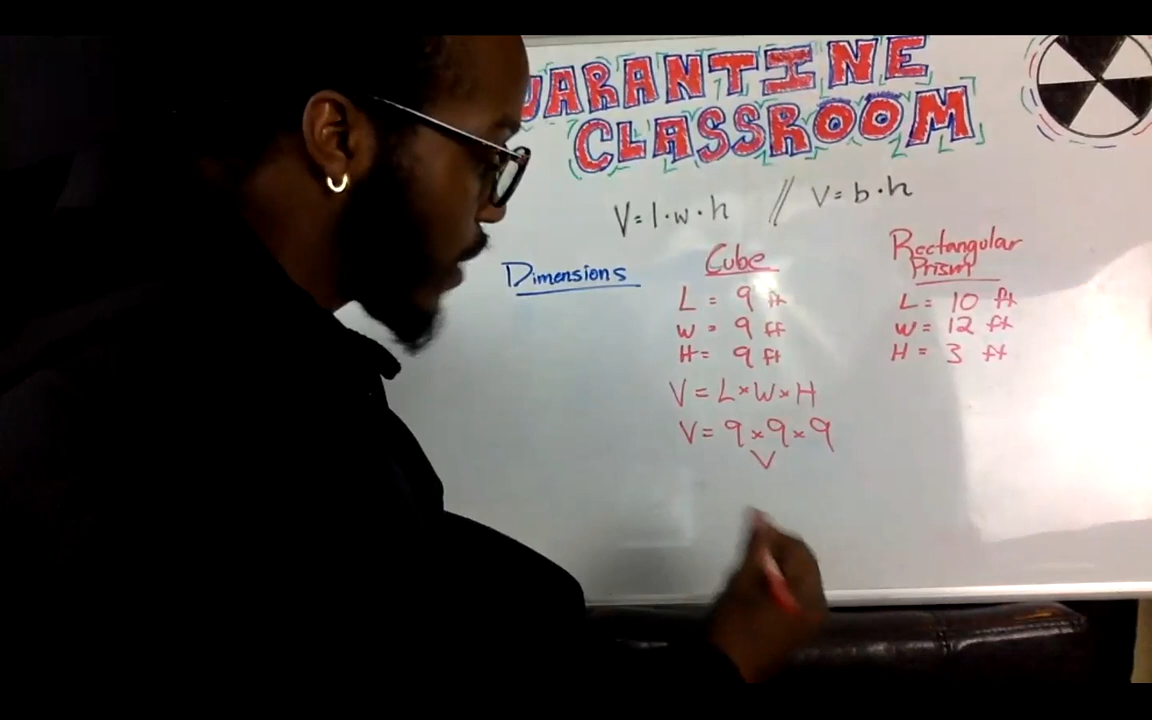 QUARANTINE
CLASSROOM
V=l·w·h // V=b·h
Dimensions
Cube
L = 9 ft
W = 9 ft
H= 9 ft
V = L×W×H
V= 9×9×9
V
Rectangular
Prism
L= 10 ft
W= 12 ft
H = 3 ft